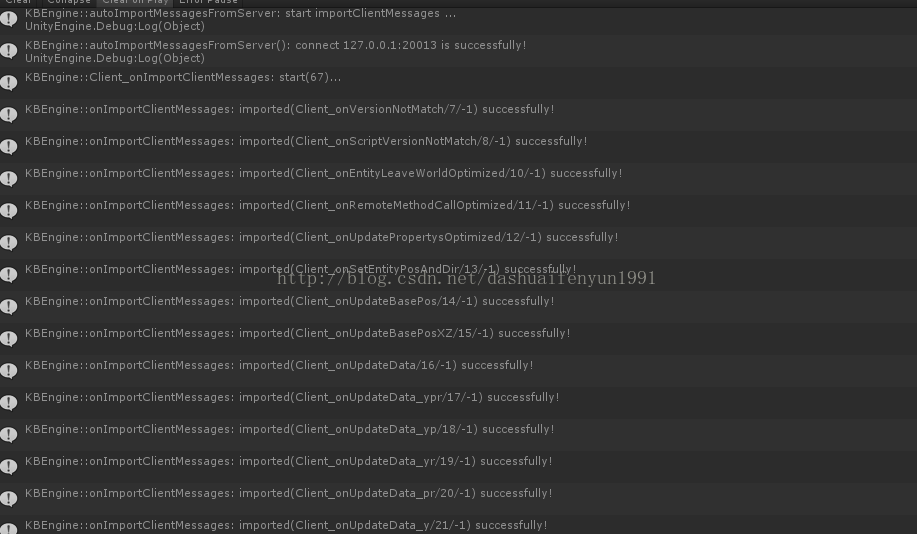 Clear Collapse Clear on Play Error Pause
KBEngine::autoImportMessagesFromServer: start importClientMessages ...
UnityEngine.Debug:Log(Object)
KBEngine::autoImportMessagesFromServer(): connect 127.0.0.1:20013 is successfully!
UnityEngine.Debug:Log(Object)
KBEngine::Client_onImportClientMessages: start(67)...
KBEngine::onImportClientMessages: imported(Client_onVersionNotMatch/7/-1) successfully!
KBEngine::onImportClientMessages: imported(Client_onScriptVersionNotMatch/8/-1) successfully!
KBEngine::onImportClientMessages: imported(Client_onEntityLeaveWorldOptimized/10/-1) successfully!
KBEngine::onImportClientMessages: imported(Client_onRemoteMethodCallOptimized/11/-1) successfully!
KBEngine::onImportClientMessages: imported(Client_onUpdatePropertysOptimized/12/-1) successfully!
KBEngine::onImportClientMessages: imported(Client_onSetEntityPosAndDir/13/-1) successfully!
http://blog.csdn.net/dashuaifenyun1991
KBEngine::onImportClientMessages: imported(Client_onUpdateBasePos/14/-1) successfully!
KBEngine::onImportClientMessages: imported(Client_onUpdateBasePosXZ/15/-1) successfully!
KBEngine::onImportClientMessages: imported(Client_onUpdateData/16/-1) successfully!
KBEngine::onImportClientMessages: imported(Client_onUpdateData_ypr/17/-1) successfully!
KBEngine::onImportClientMessages: imported(Client_onUpdateData_yp/18/-1) successfully!
KBEngine::onImportClientMessages: imported(Client_onUpdateData_yr/19/-1) successfully!
KBEngine::onImportClientMessages: imported(Client_onUpdateData_pr/20/-1) successfully!
KBEngine::onImportClientMessages: imported(Client_onUpdateData_y/21/-1) successfully!